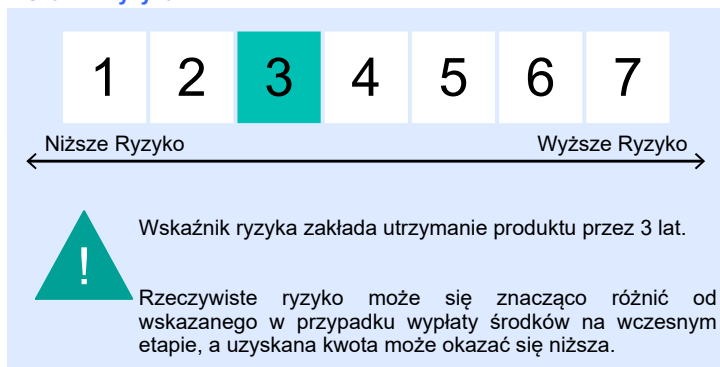 1 2 3 4 5 6 7
Niższe Ryzyko Wyższe Ryzyko
Wskaźnik ryzyka zakłada utrzymanie produktu przez 3 lat.
!
Rzeczywiste ryzyko może się znacząco różnić od
wskazanego w przypadku wypłaty środków na wczesnym
etapie, a uzyskana kwota może okazać się niższa.